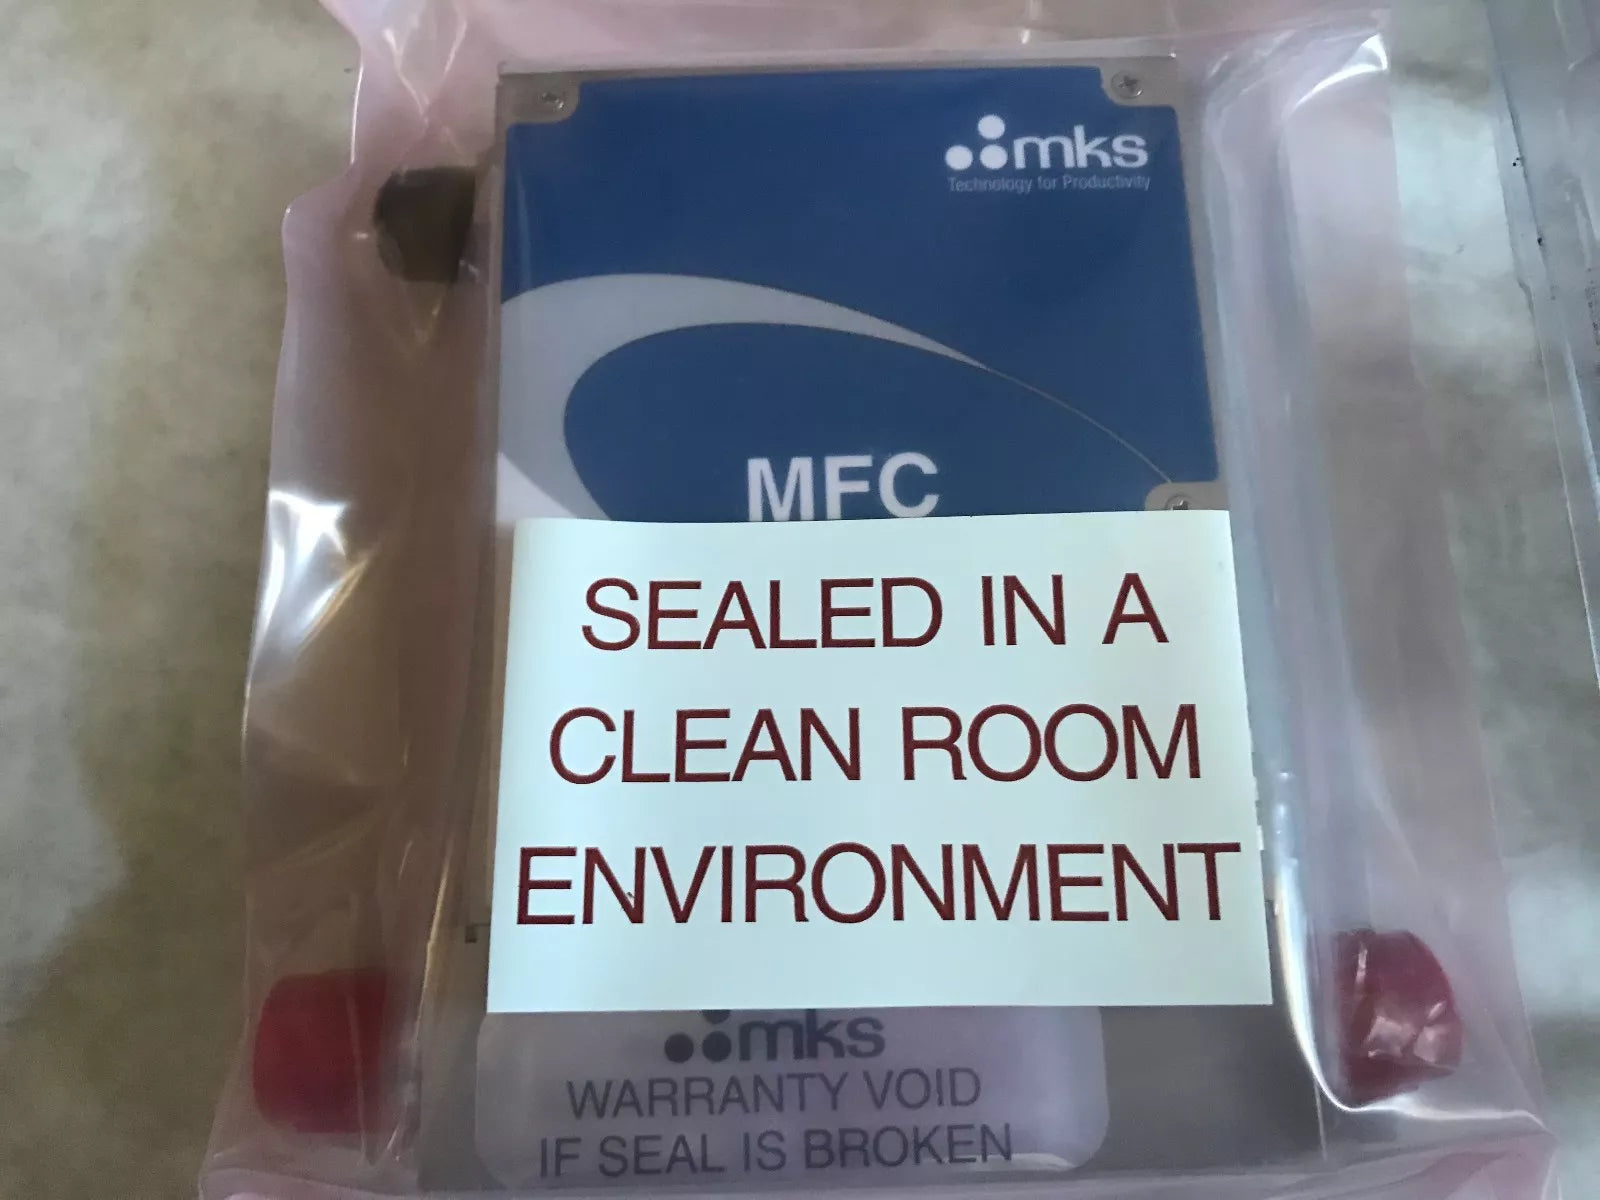 mks
Technology for Productivity
MFC
SEALED IN A
CLEAN ROOM
ENVIRONMENT
mks
WARRANTY VOID
IF SEAL IS BROKEN